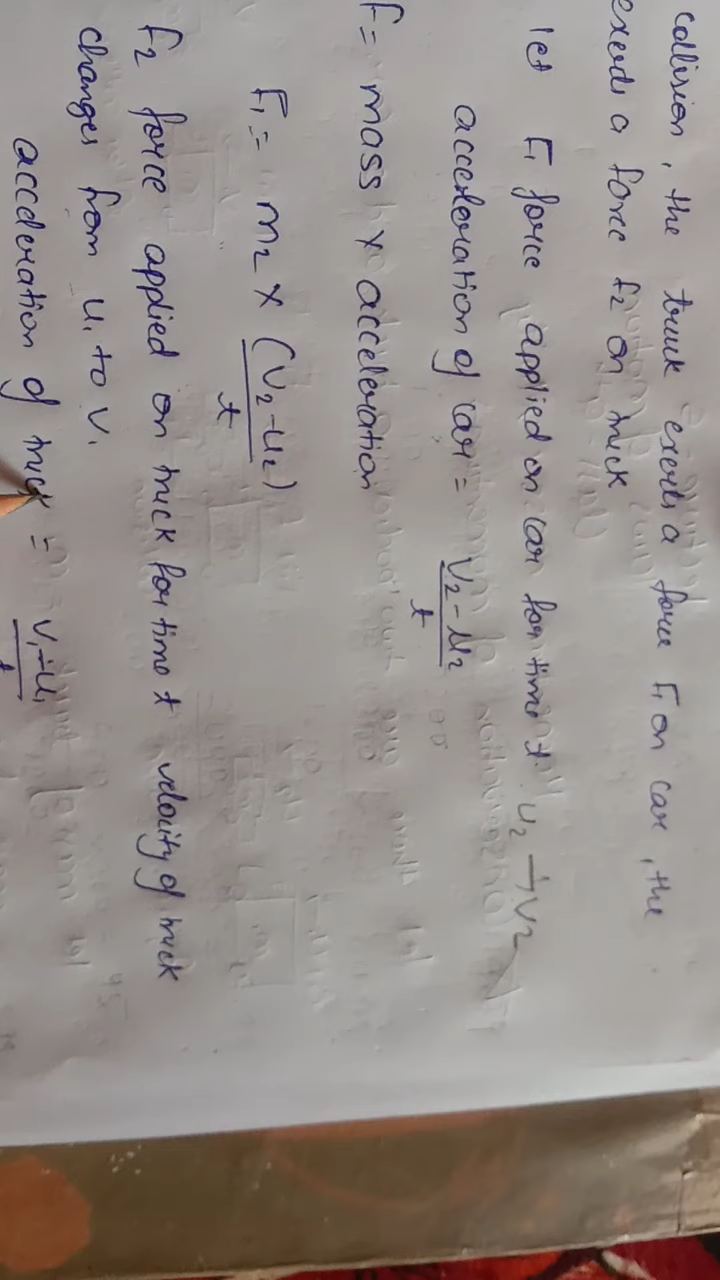 collision, the truck exerts a force F₁ on car, the
exerts a force F₂ on truck
let F₁ force applied on car for time t u₂ → v₂
acceleration of car = v₂ - u₂ / t
F = mass × acceleration
F₁ = m₂ × (v₂ - u₂) / t
F₂ force applied on truck for time t velocity of truck
changes from u₁ to v₁
acceleration of truck = v₁ - u₁ / t